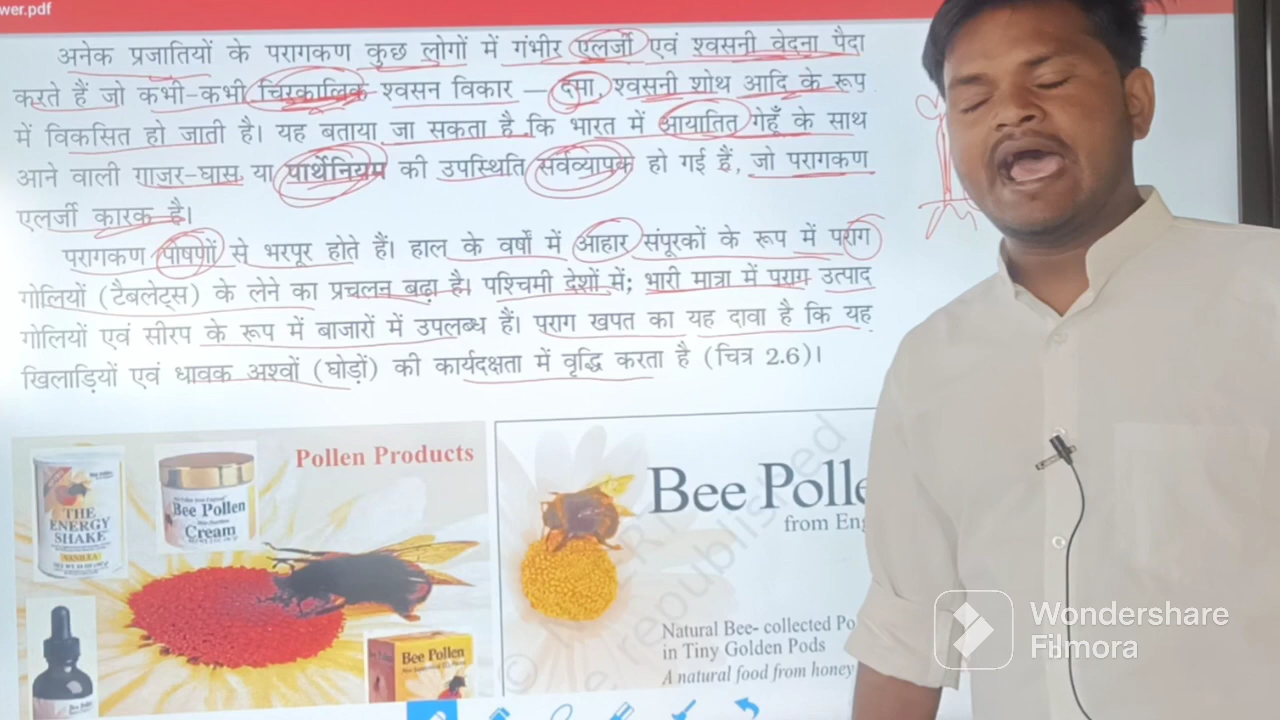 wer.pdf
अनेक प्रजातियों के परागकण कुछ लोगों में गंभीर एलर्जी एवं श्वसनी वेदना पैदा
करते हैं जो कभी-कभी चिरकालिक श्वसन विकार — दमा, श्वसनी शोथ आदि के रूप
में विकसित हो जाती है। यह बताया जा सकता है कि भारत में आयातित गेहूँ के साथ
आने वाली गाजर-घास या पार्थेनियम की उपस्थिति सर्वव्यापक हो गई हैं, जो परागकण
एलर्जी कारक है।
परागकण पोषणों से भरपूर होते हैं। हाल के वर्षों में आहार संपूरकों के रूप में पराग
गोलियों (टैबलेट्स) के लेने का प्रचलन बढ़ा है। पश्चिमी देशों में; भारी मात्रा में पराग उत्पाद
गोलियों एवं सीरप के रूप में बाजारों में उपलब्ध हैं। पराग खपत का यह दावा है कि यह
खिलाड़ियों एवं धावक अश्वों (घोड़ों) की कार्यदक्षता में वृद्धि करता है (चित्र 2.6)।
Pollen Products
THE
ENERGY
SHAKE
VANILLA
Bee Pollen
Cream
Bee Pollen
Bee Polle
from Eng
Natural Bee- collected Po
in Tiny Golden Pods
A natural food from honey
republished
Wondershare
Filmora